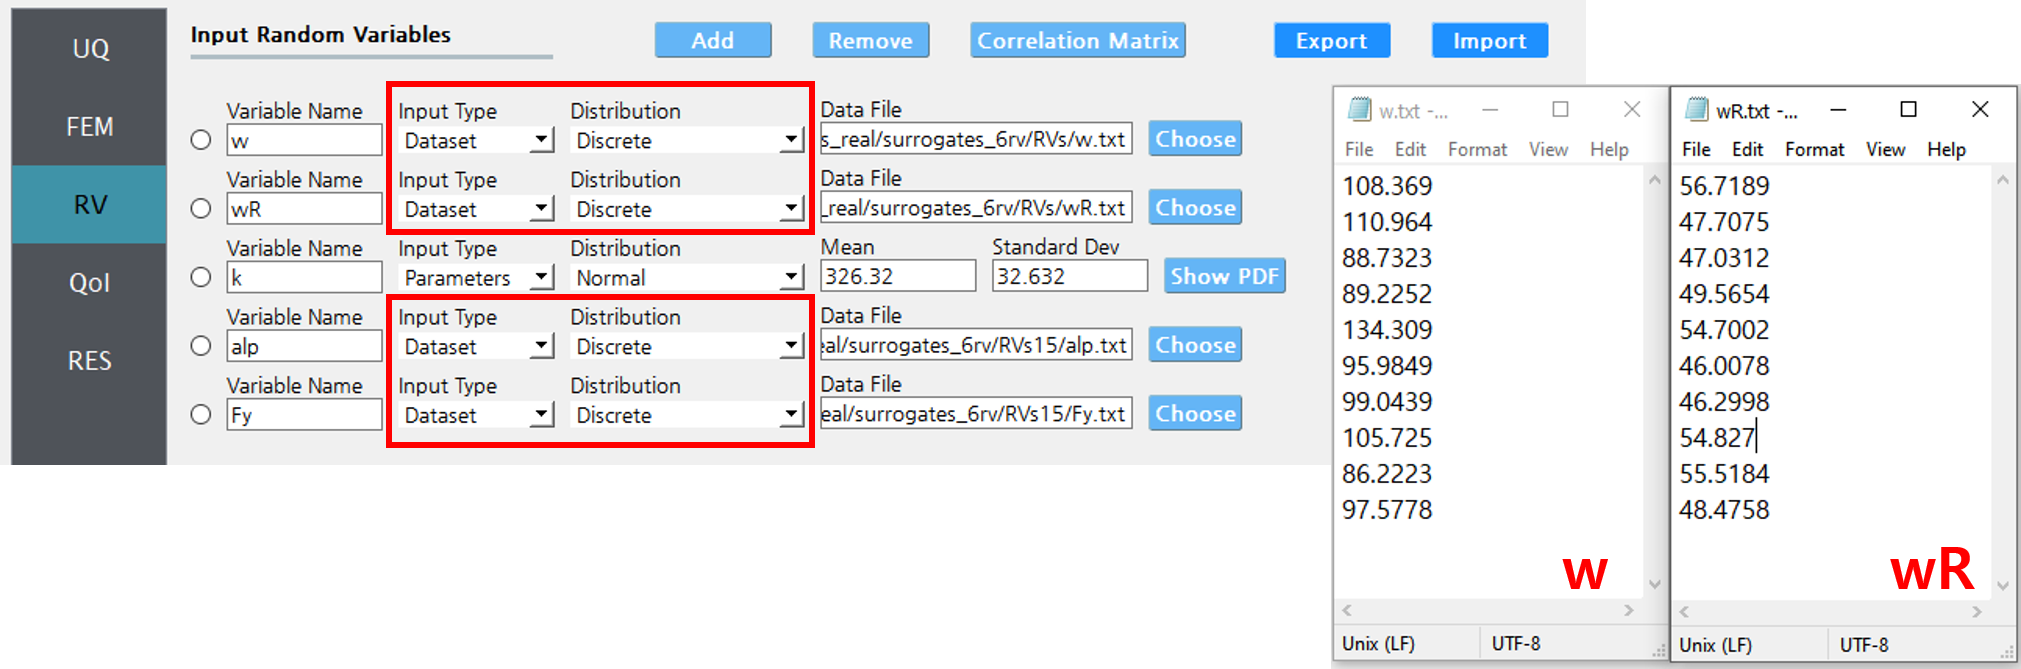 UQ
FEM
RV
QoI
RES
Input Random Variables
Add Remove Correlation Matrix Export Import
Variable Name Input Type Distribution Data File
w Dataset Discrete s_real/surrogates_6rv/RVs/w.txt Choose
Variable Name Input Type Distribution Data File
wR Dataset Discrete _real/surrogates_6rv/RVs/wR.txt Choose
Variable Name Input Type Distribution Mean Standard Dev
k Parameters Normal 326.32 32.632 Show PDF
Variable Name Input Type Distribution Data File
alp Dataset Discrete eal/surrogates_6rv/RVs15/alp.txt Choose
Variable Name Input Type Distribution Data File
Fy Dataset Discrete eal/surrogates_6rv/RVs15/Fy.txt Choose
w.txt -...
File Edit Format View Help
108.369
110.964
88.7323
89.2252
134.309
95.9849
99.0439
105.725
86.2223
97.5778
w
Unix (LF) UTF-8
wR.txt -...
File Edit Format View Help
56.7189
47.7075
47.0312
49.5654
54.7002
46.0078
46.2998
54.827
55.5184
48.4758
wR
Unix (LF) UTF-8